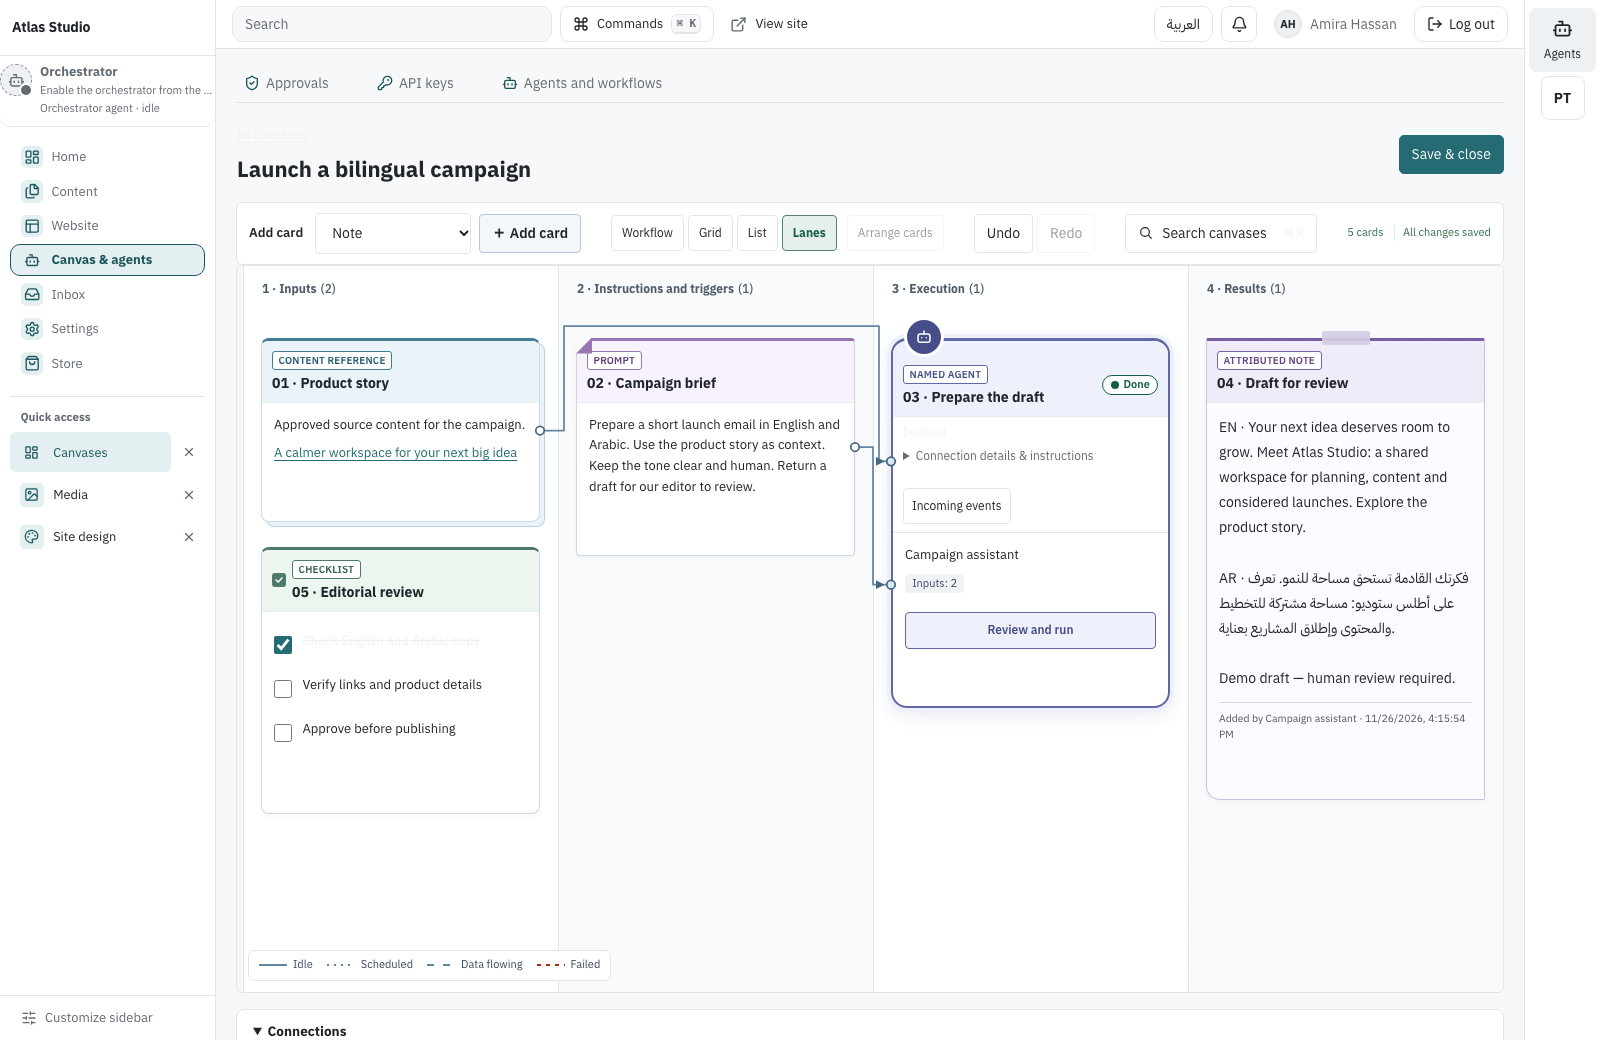 Atlas Studio
Search
Commands
⌘ K
View site
العربية
AH
Amira Hassan
Log out
Agents
PT
Orchestrator
Enable the orchestrator from the ...
Orchestrator agent · idle
Home
Content
Website
Canvas & agents
Inbox
Settings
Store
Quick access
Canvases
Media
Site design
Customize sidebar
Approvals
API keys
Agents and workflows
All canvases
Launch a bilingual campaign
Save & close
Add card
Note
+ Add card
Workflow
Grid
List
Lanes
Arrange cards
Undo
Redo
Search canvases
⌘ K
5 cards
All changes saved
1 · Inputs (2)
CONTENT REFERENCE
01 · Product story
Approved source content for the campaign.
A calmer workspace for your next big idea
CHECKLIST
05 · Editorial review
Check English and Arabic copy
Verify links and product details
Approve before publishing
2 · Instructions and triggers (1)
PROMPT
02 · Campaign brief
Prepare a short launch email in English and
Arabic. Use the product story as context.
Keep the tone clear and human. Return a
draft for our editor to review.
3 · Execution (1)
NAMED AGENT
03 · Prepare the draft
Done
Disabled
Connection details & instructions
Incoming events
Campaign assistant
Inputs: 2
Review and run
4 · Results (1)
ATTRIBUTED NOTE
04 · Draft for review
EN · Your next idea deserves room to
grow. Meet Atlas Studio: a shared
workspace for planning, content and
considered launches. Explore the
product story.
AR · فكرتك القادمة تستحق مساحة للنمو. تعرف
على أطلس ستوديو: مساحة مشتركة للتخطيط
والمحتوى وإطلاق المشاريع بعناية.
Demo draft — human review required.
Added by Campaign assistant · 11/26/2026, 4:15:54
PM
Idle
Scheduled
Data flowing
Failed
Connections